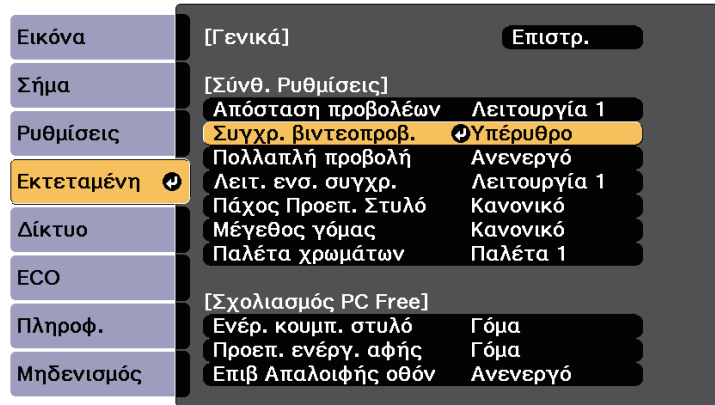 Εικόνα
Σήμα
Ρυθμίσεις
Εκτεταμένη
Δίκτυο
ECO
Πληροφ.
Μηδενισμός
[Γενικά] Επιστρ.
[Σύνθ. Ρυθμίσεις]
Απόσταση προβολέων Λειτουργία 1
Συγχρ. βιντεοπροβ. Υπέρυθρο
Πολλαπλή προβολή Ανενεργό
Λειτ. ενσ. συγχρ. Λειτουργία 1
Πάχος Προεπ. Στυλό Κανονικό
Μέγεθος γόμας Κανονικό
Παλέτα χρωμάτων Παλέτα 1
[Σχολιασμός PC Free]
Ενέρ. κουμπ. στυλό Γόμα
Προεπ. ενέργ. αφής Γόμα
Επιβ Απαλοιφής οθόν Ανενεργό